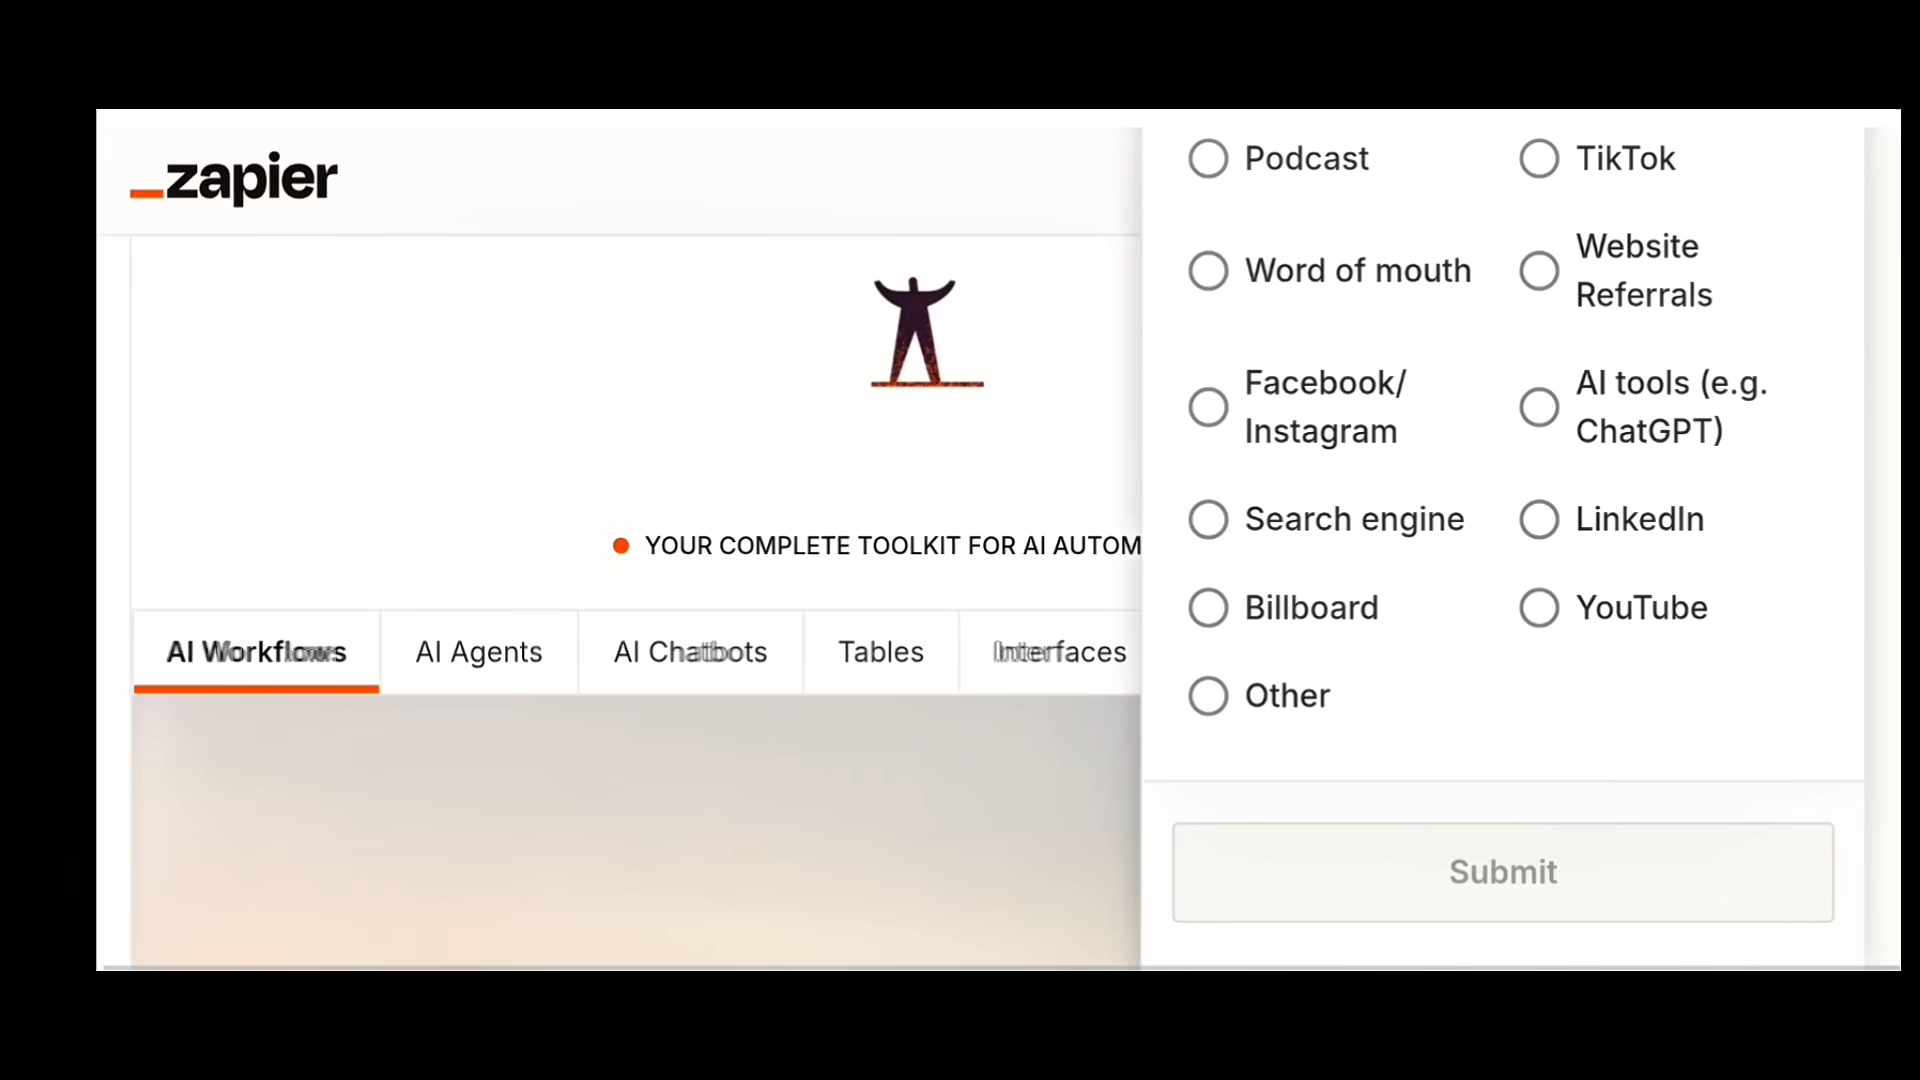 zapier
YOUR COMPLETE TOOLKIT FOR AI AUTOM
AI Workflows
AI Agents
AI Chatbots
Tables
Interfaces
Podcast
TikTok
Word of mouth
Website
Referrals
Facebook/
Instagram
AI tools (e.g.
ChatGPT)
Search engine
LinkedIn
Billboard
YouTube
Other
Submit